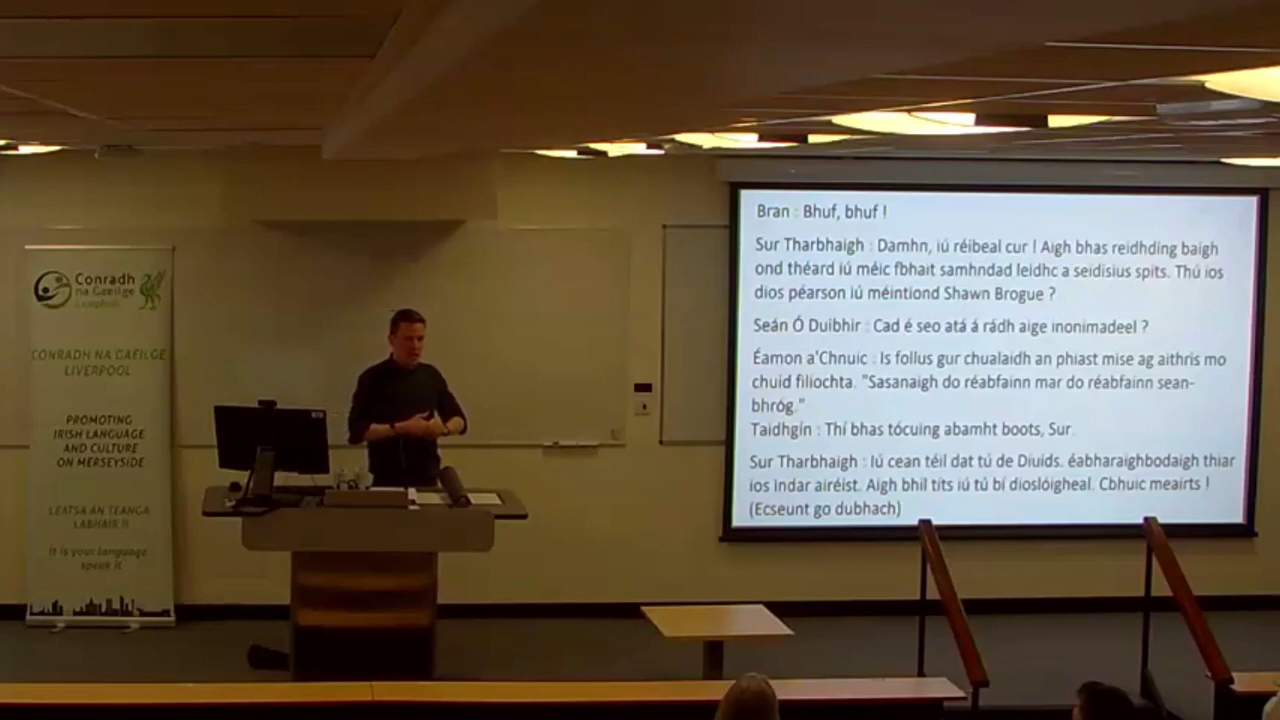 Conradh
na Gaeilge
Liverpool
CONRADH NA GAEILGE
LIVERPOOL
PROMOTING
IRISH LANGUAGE
AND CULTURE
ON MERSEYSIDE
LEATSA AN TEANGA
LABHAIR Í!
It is your language
speak it
Bran : Bhuf, bhuf !
Sur Tharbhaigh : Damhn, iú réibeal cur ! Aigh bhas reidhding baigh
ond théard iú méic fbhait samhndad leidhc a seidisius spits. Thú ios
dios péarson iú méintiond Shawn Brogue ?
Seán Ó Duibhir : Cad é seo atá á rádh aige inonimadeel ?
Éamon a'Chnuic : Is follus gur chualaidh an phiast mise ag aithris mo
chuid filíochta. "Sasanaigh do réabfainn mar do réabfainn sean-
bhróg."
Taidhgín : Thí bhas tócuing abamht boots, Sur.
Sur Tharbhaigh : Iú cean téil dat tú de Diuids. éabharaighbodaigh thiar
ios Indar airéist. Aigh bhil tits iú tú bí dioslóigheal. Cbhuic meairts !
(Ecseunt go dubhach)